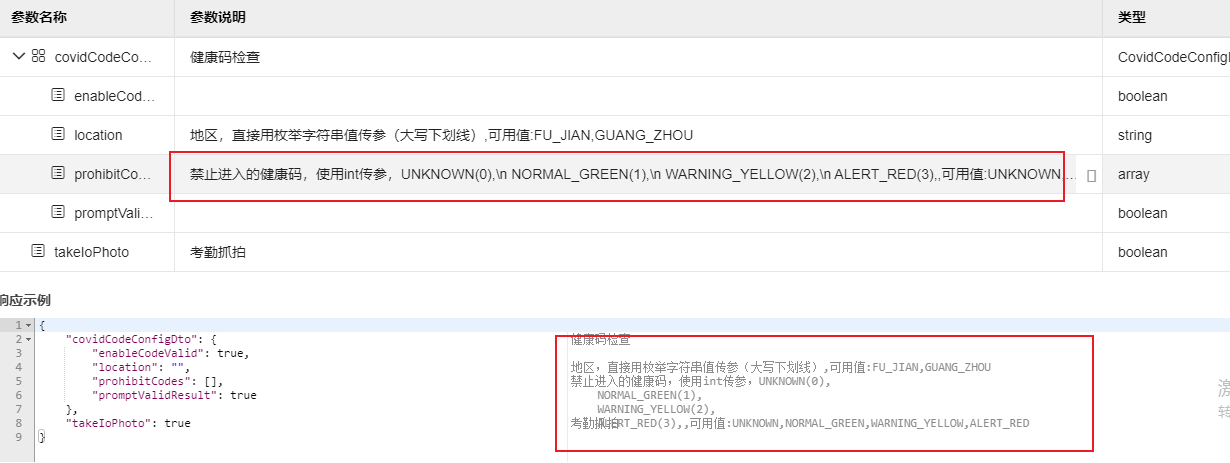 参数名称 参数说明 类型
covidCodeCo... 健康码检查 CovidCodeConfigD
enableCod... boolean
location 地区，直接用枚举字符串值传参（大写下划线）,可用值:FU_JIAN,GUANG_ZHOU string
prohibitCo... 禁止进入的健康码，使用int传参，UNKNOWN(0),\n NORMAL_GREEN(1),\n WARNING_YELLOW(2),\n ALERT_RED(3),,可用值:UNKNOWN,... array
promptVali... boolean
takeIoPhoto 考勤抓拍 boolean
响应示例
1 {
2 "covidCodeConfigDto": { 健康码检查
3 "enableCodeValid": true,
4 "location": "", 地区，直接用枚举字符串值传参（大写下划线）,可用值:FU_JIAN,GUANG_ZHOU
5 "prohibitCodes": [], 禁止进入的健康码，使用int传参，UNKNOWN(0),
6 "promptValidResult": true NORMAL_GREEN(1),
7 }, WARNING_YELLOW(2),
8 "takeIoPhoto": true 考勤抓拍 ALERT_RED(3),,可用值:UNKNOWN,NORMAL_GREEN,WARNING_YELLOW,ALERT_RED
9 }
激
转